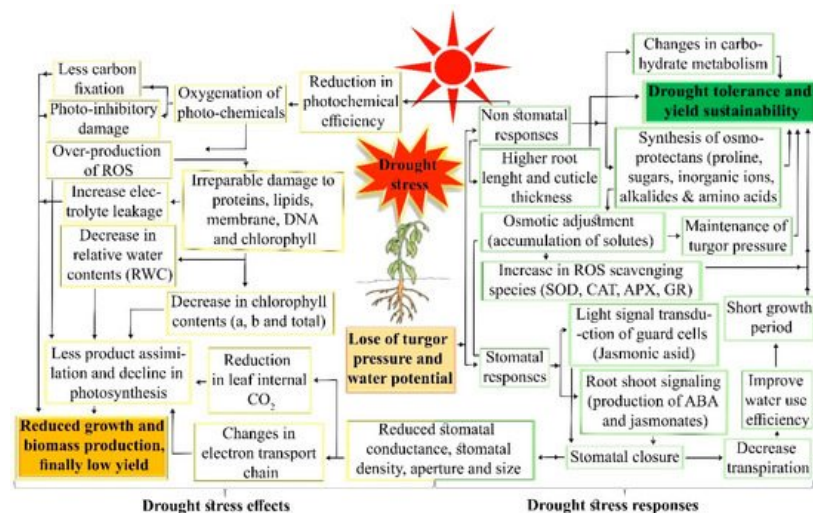 Less carbon
fixation
Photo-inhibitory
damage
Oxygenation of
photo-chemicals
Reduction in
photochemical
efficiency
Over-production
of ROS
Increase elec-
trolyte leakage
Irreparable damage to
proteins, lipids,
membrane, DNA
and chlorophyll
Decrease in
relative water
contents (RWC)
Decrease in chlorophyll
contents (a, b and total)
Less product assimi-
lation and decline in
photosynthesis
Reduction
in leaf internal
CO2
Reduced growth and
biomass production,
finally low yield
Changes in
electron transport
chain
Reduced stomatal
conductance, stomatal
density, aperture and size
Drought stress effects
Drought
stress
Lose of turgor
pressure and
water potential
Non stomatal
responses
Changes in carbo-
hydrate metabolism
Drought tolerance and
yield sustainability
Higher root
lenght and cuticle
thickness
Synthesis of osmo-
protectans (proline,
sugars, inorganic ions,
alkalides & amino acids
Osmotic adjustment
(accumulation of solutes)
Maintenance of
turgor pressure
Increase in ROS scavenging
species (SOD, CAT, APX, GR)
Light signal transdu-
-ction of guard cells
(Jasmonic asid)
Short growth
period
Stomatal
responses
Root shoot signaling
(production of ABA
and jasmonates)
Improve
water use
efficiency
Stomatal closure
Decrease
transpiration
Drought stress responses